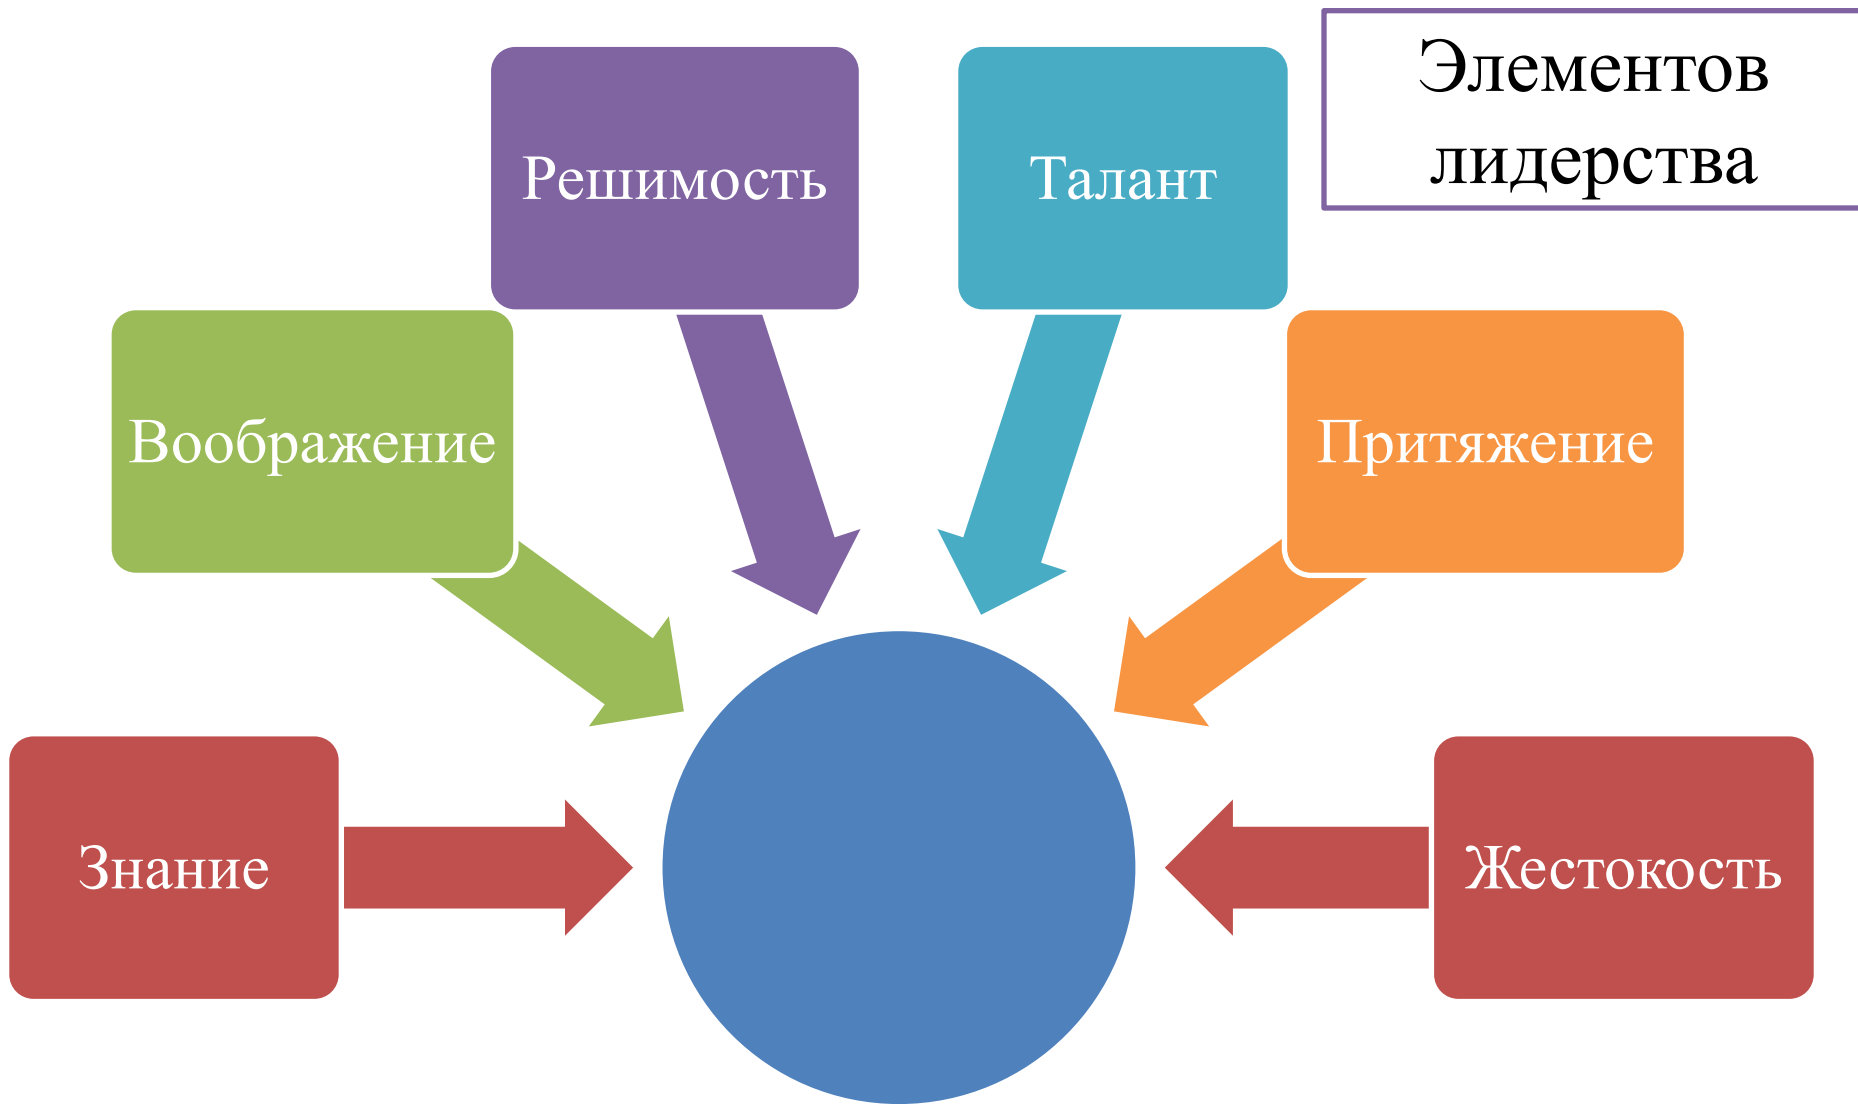 Элементов
лидерства
Решимость
Талант
Воображение
Притяжение
Знание
Жестокость